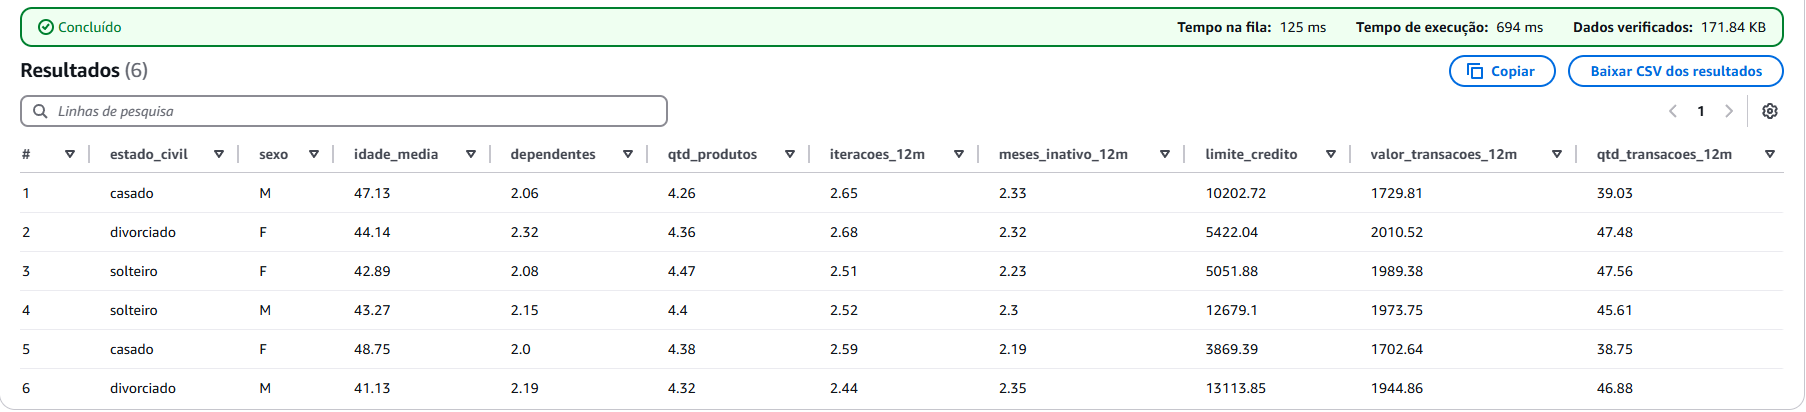 Concluído Tempo na fila: 125 ms Tempo de execução: 694 ms Dados verificados: 171.84 KB
Resultados (6) Copiar Baixar CSV dos resultados
Linhas de pesquisa 1
# estado_civil sexo idade_media dependentes qtd_produtos iteracoes_12m meses_inativo_12m limite_credito valor_transacoes_12m qtd_transacoes_12m
1 casado M 47.13 2.06 4.26 2.65 2.33 10202.72 1729.81 39.03
2 divorciado F 44.14 2.32 4.36 2.68 2.32 5422.04 2010.52 47.48
3 solteiro F 42.89 2.08 4.47 2.51 2.23 5051.88 1989.38 47.56
4 solteiro M 43.27 2.15 4.4 2.52 2.3 12679.1 1973.75 45.61
5 casado F 48.75 2.0 4.38 2.59 2.19 3869.39 1702.64 38.75
6 divorciado M 41.13 2.19 4.32 2.44 2.35 13113.85 1944.86 46.88